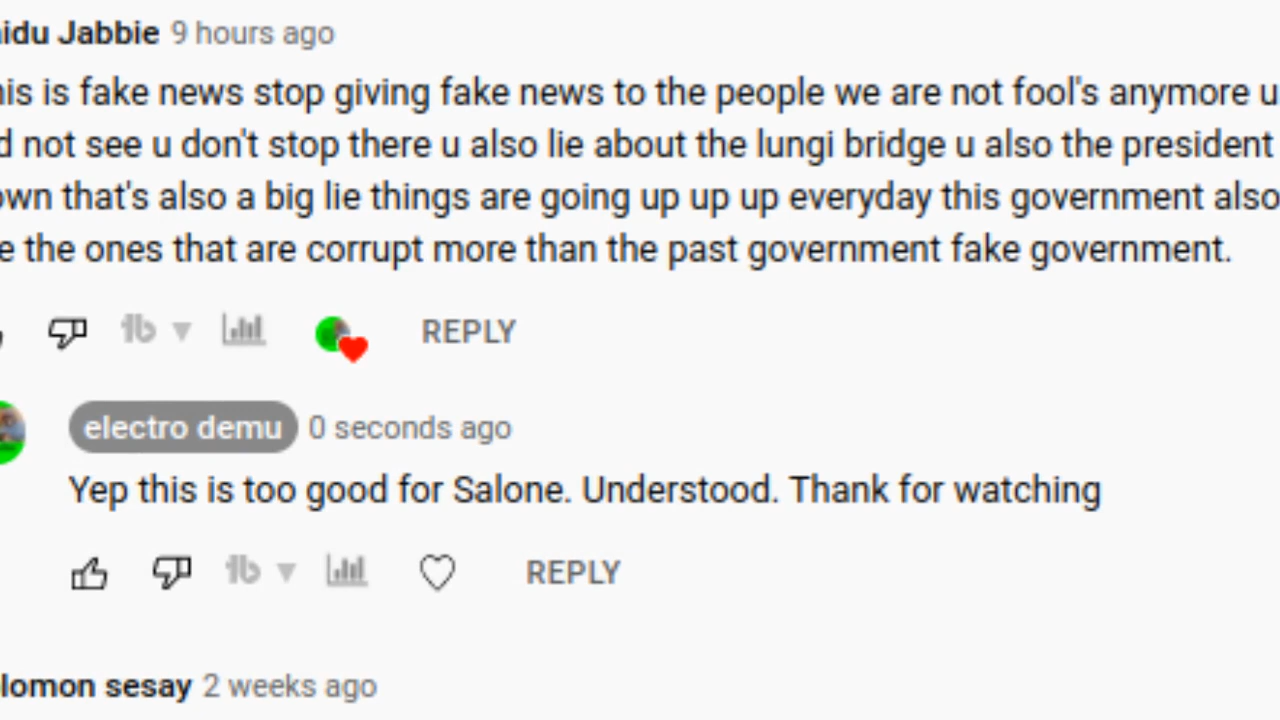 idu Jabbie 9 hours ago
his is fake news stop giving fake news to the people we are not fool's anymore u
d not see u don't stop there u also lie about the lungi bridge u also the president
own that's also a big lie things are going up up up everyday this government also
e the ones that are corrupt more than the past government fake government.
REPLY
electro demu 0 seconds ago
Yep this is too good for Salone. Understood. Thank for watching
REPLY
lomon sesay 2 weeks ago